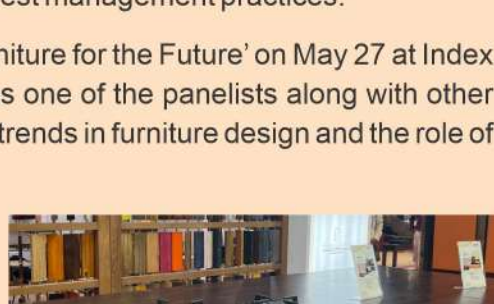 est management practices.
niture for the Future’ on May 27 at Index
s one of the panelists along with other
trends in furniture design and the role of